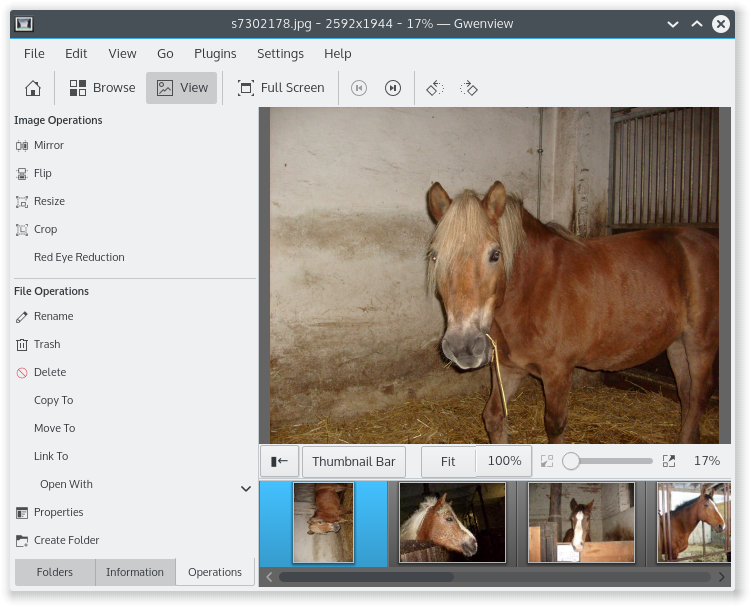 s7302178.jpg - 2592x1944 - 17% — Gwenview
File Edit View Go Plugins Settings Help
Browse View Full Screen
Image Operations
Mirror
Flip
Resize
Crop
Red Eye Reduction
File Operations
Rename
Trash
Delete
Copy To
Move To
Link To
Open With
Properties
Create Folder
Folders Information Operations
Thumbnail Bar Fit 100% 17%